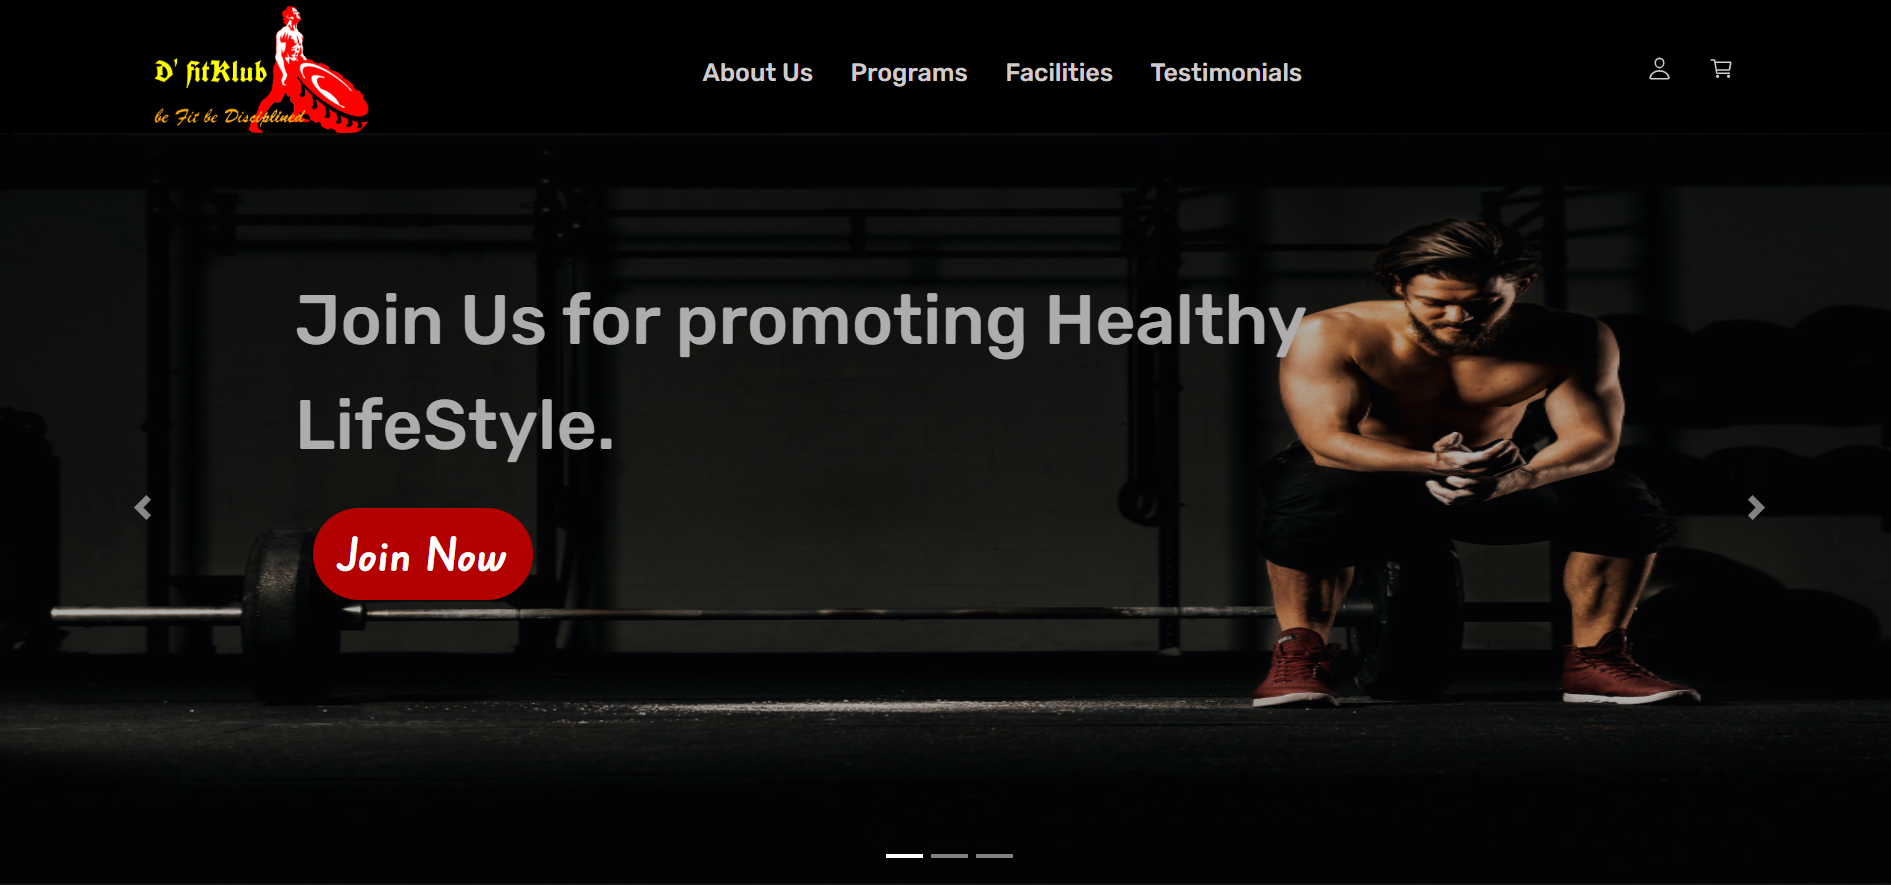 D' fitKlub
be Fit be Disciplined
About Us Programs Facilities Testimonials
Join Us for promoting Healthy
LifeStyle.
Join Now